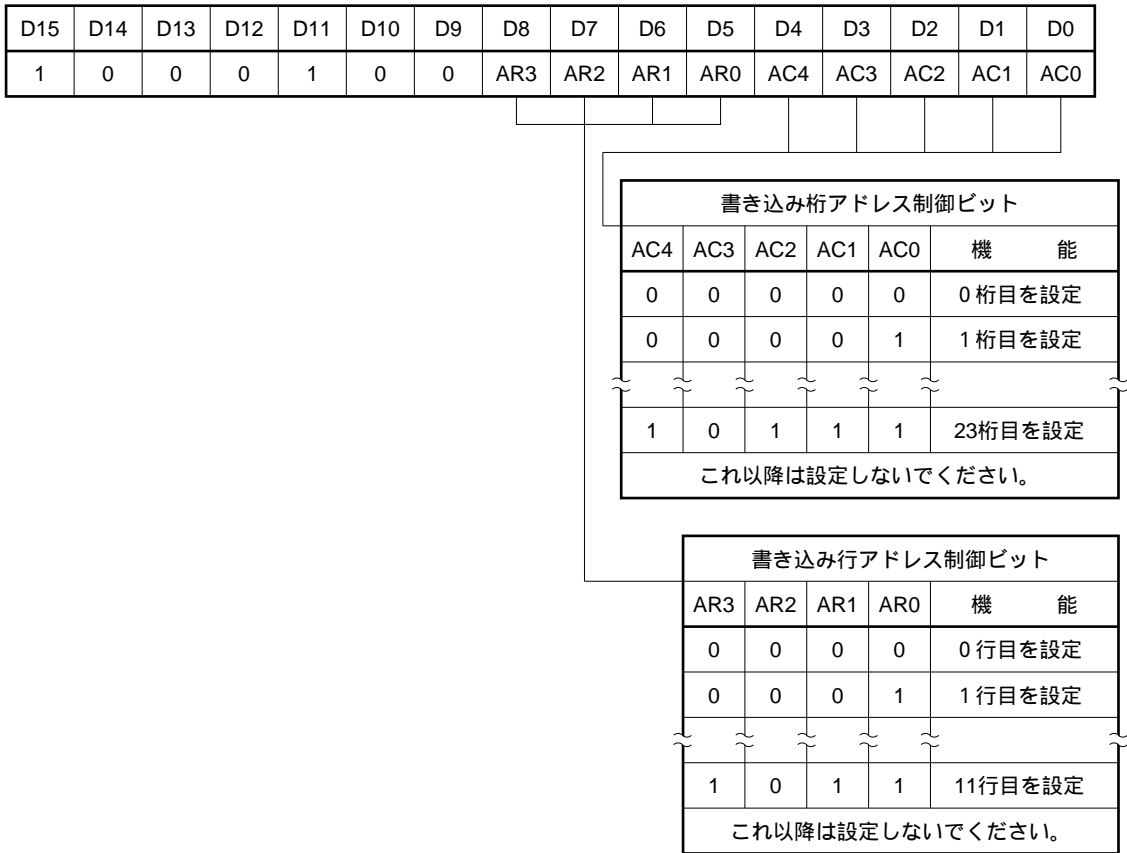 D15 D14 D13 D12 D11 D10 D9 D8 D7 D6 D5 D4 D3 D2 D1 D0
1 0 0 0 1 0 0 AR3 AR2 AR1 AR0 AC4 AC3 AC2 AC1 AC0
書き込み桁アドレス制御ビット
AC4 AC3 AC2 AC1 AC0 機 能
0 0 0 0 0 0桁目を設定
0 0 0 0 1 1桁目を設定
1 0 1 1 1 23桁目を設定
これ以降は設定しないでください。
書き込み行アドレス制御ビット
AR3 AR2 AR1 AR0 機 能
0 0 0 0 0行目を設定
0 0 0 1 1行目を設定
1 0 1 1 11行目を設定
これ以降は設定しないでください。